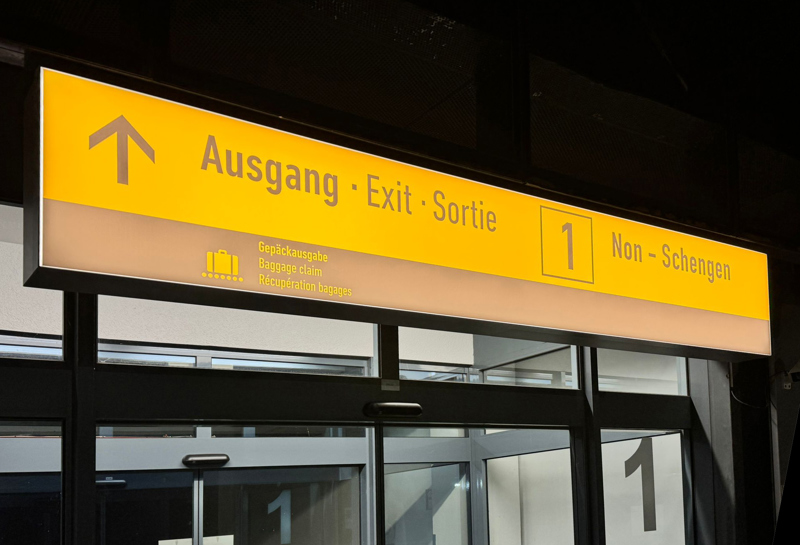 Ausgang · Exit · Sortie
1 Non - Schengen
Gepäckausgabe
Baggage claim
Récupération bagages
1
1